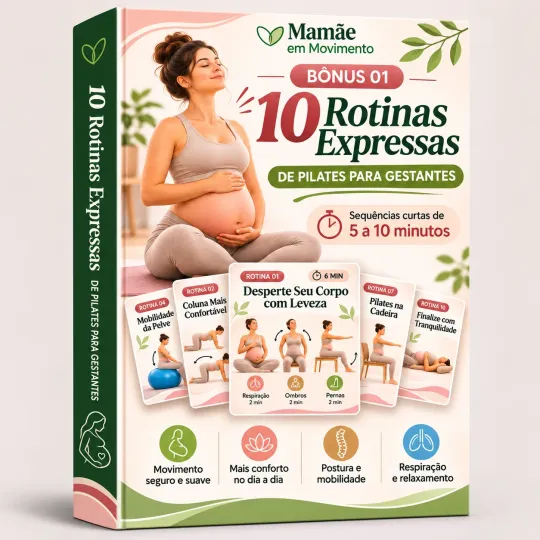 10 Rotinas Expressas
DE PILATES PARA GESTANTES
Mamãe
em Movimento
BÔNUS 01
10 Rotinas
Expressas
DE PILATES PARA GESTANTES
Sequências curtas de
5 a 10 minutos
ROTINA 04
Mobilidade
da Pelve
ROTINA 02
Coluna Mais
Confortável
ROTINA 01
6 MIN
Desperte Seu Corpo
com Leveza
Respiração
2 min
Ombros
2 min
Pernas
2 min
ROTINA 07
Pilates na
Cadeira
ROTINA 10
Finalize com
Tranquilidade
Movimento
seguro e suave
Mais conforto
no dia a dia
Postura e
mobilidade
Respiração
e relaxamento